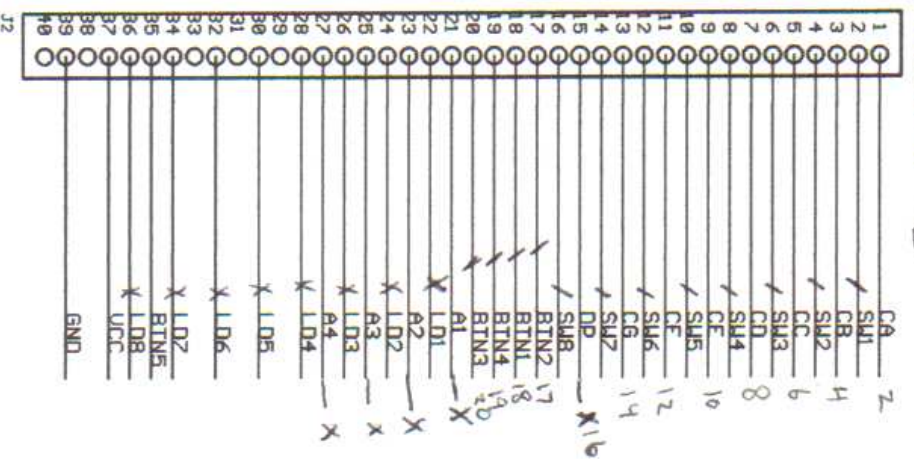 1 CA 2
2 SW1
3 CB 4
4 SW2
5 CC 6
6 SW3
7 CD 8
8 SW4
9 CE 10
10 SW5
11 CF 12
12 SW6
13 CG 14
14 SW7
15 DP X 16
16 SW8
17 BTN2 17
18 BTN1 18
19 BTN4 19
20 BTN3 20
21 A1 X
22 X LD1
23 A2 X
24 X LD2
25 A3 X
26 X LD3
27 A4 X
28 X LD4
29
30 X LD5
31
32 X LD6
33
34 X LD7
35 BTN5
36 X LD8
37 VCC
38
39 GND
40
J2